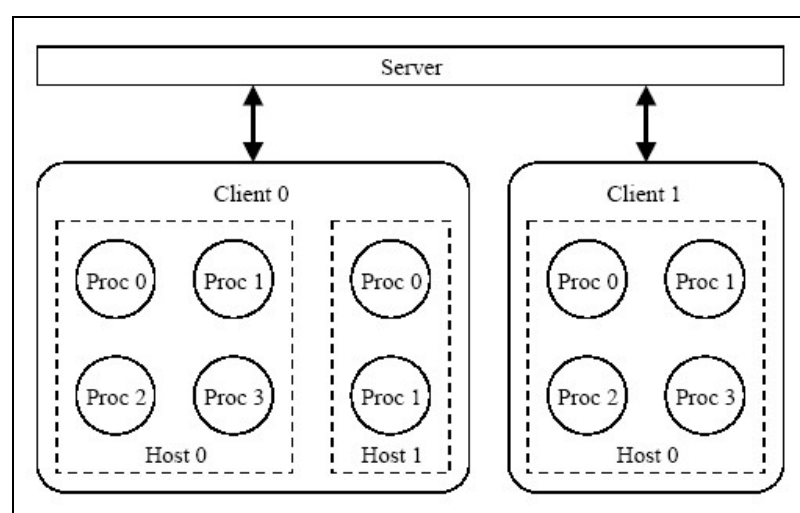 Server
Client 0
Client 1
Proc 0
Proc 1
Proc 0
Proc 0
Proc 1
Proc 2
Proc 3
Proc 1
Proc 2
Proc 3
Host 0
Host 1
Host 0